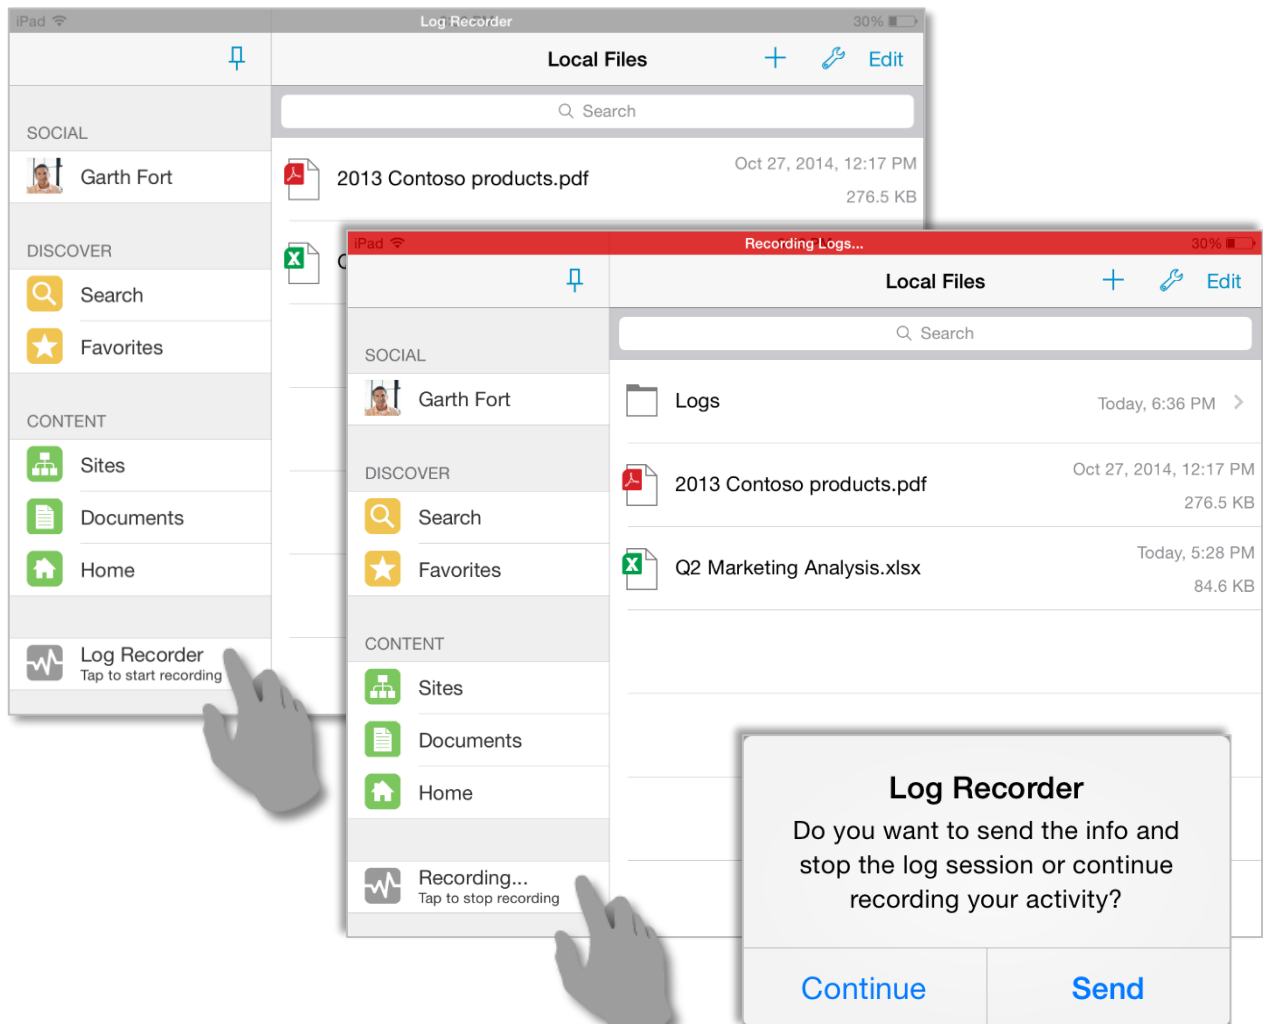 iPad
Log Recorder
30%
Local Files
Edit
Search
SOCIAL
Garth Fort
DISCOVER
Search
Favorites
CONTENT
Sites
Documents
Home
Log Recorder
Tap to start recording
2013 Contoso products.pdf
Oct 27, 2014, 12:17 PM
276.5 KB
iPad
Recording Logs...
30%
Local Files
Edit
Search
SOCIAL
Garth Fort
DISCOVER
Search
Favorites
CONTENT
Sites
Documents
Home
Recording...
Tap to stop recording
Logs
Today, 6:36 PM
2013 Contoso products.pdf
Oct 27, 2014, 12:17 PM
276.5 KB
Q2 Marketing Analysis.xlsx
Today, 5:28 PM
84.6 KB
Log Recorder
Do you want to send the info and
stop the log session or continue
recording your activity?
Continue
Send